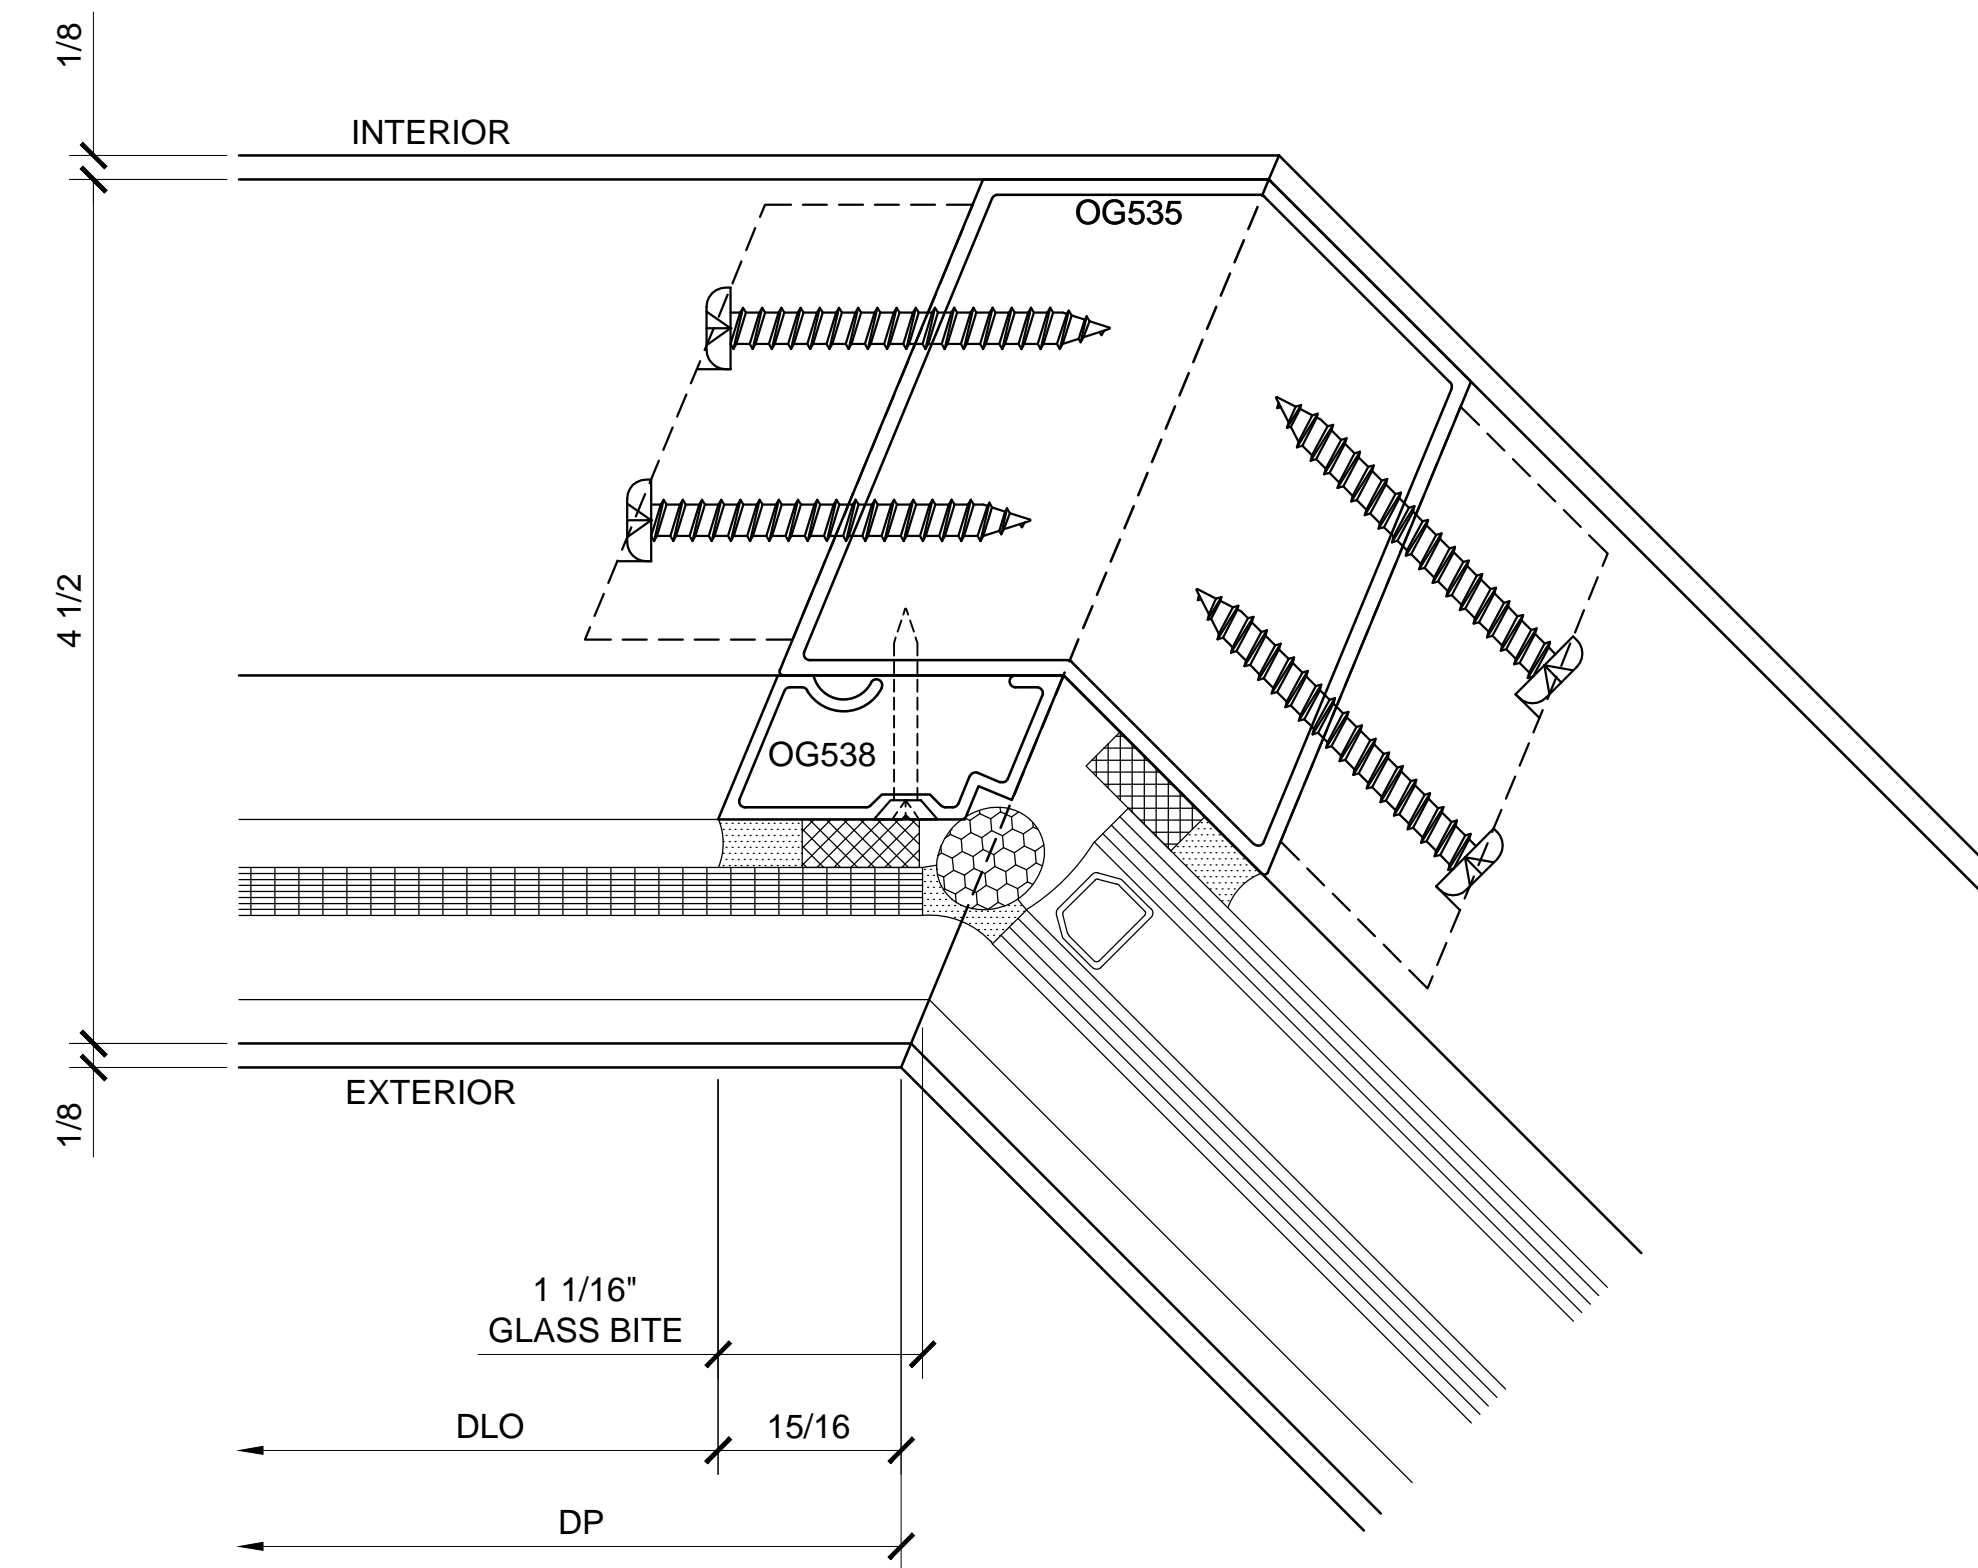 1/8
INTERIOR
OG535
4 1/2
OG538
EXTERIOR
1/8
1 1/16"
GLASS BITE
DLO
15/16
DP